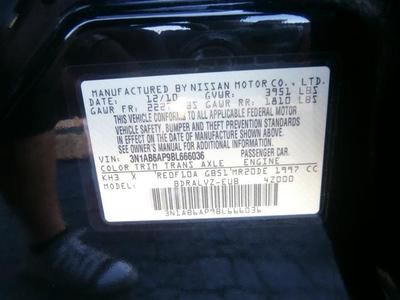 MANUFACTURED BY NISSAN MOTOR CO., LTD.
DATE: 12/10 GVWR: 3951 LBS
GAWR FR: LBS GAWR RR: 1810 LBS
THIS VEHICLE CONFORMS TO ALL APPLICABLE FEDERAL MOTOR
VEHICLE SAFETY, BUMPER AND THEFT PREVENTION STANDARDS
IN EFFECT ON THE DATE OF MANUFACTURE SHOWN ABOVE.
SEE OWNER'S MANUAL FOR ADDITIONAL INFORMATION.
VIN: 3N1AB6AP9BL666036 PASSENGER CAR
COLOR TRIM TRANS AXLE ENGINE
KH3 X MR20DE 1997 CC
MODEL: BDRALVZ-EUB 4Z000
3N1AB6AP9BL666036